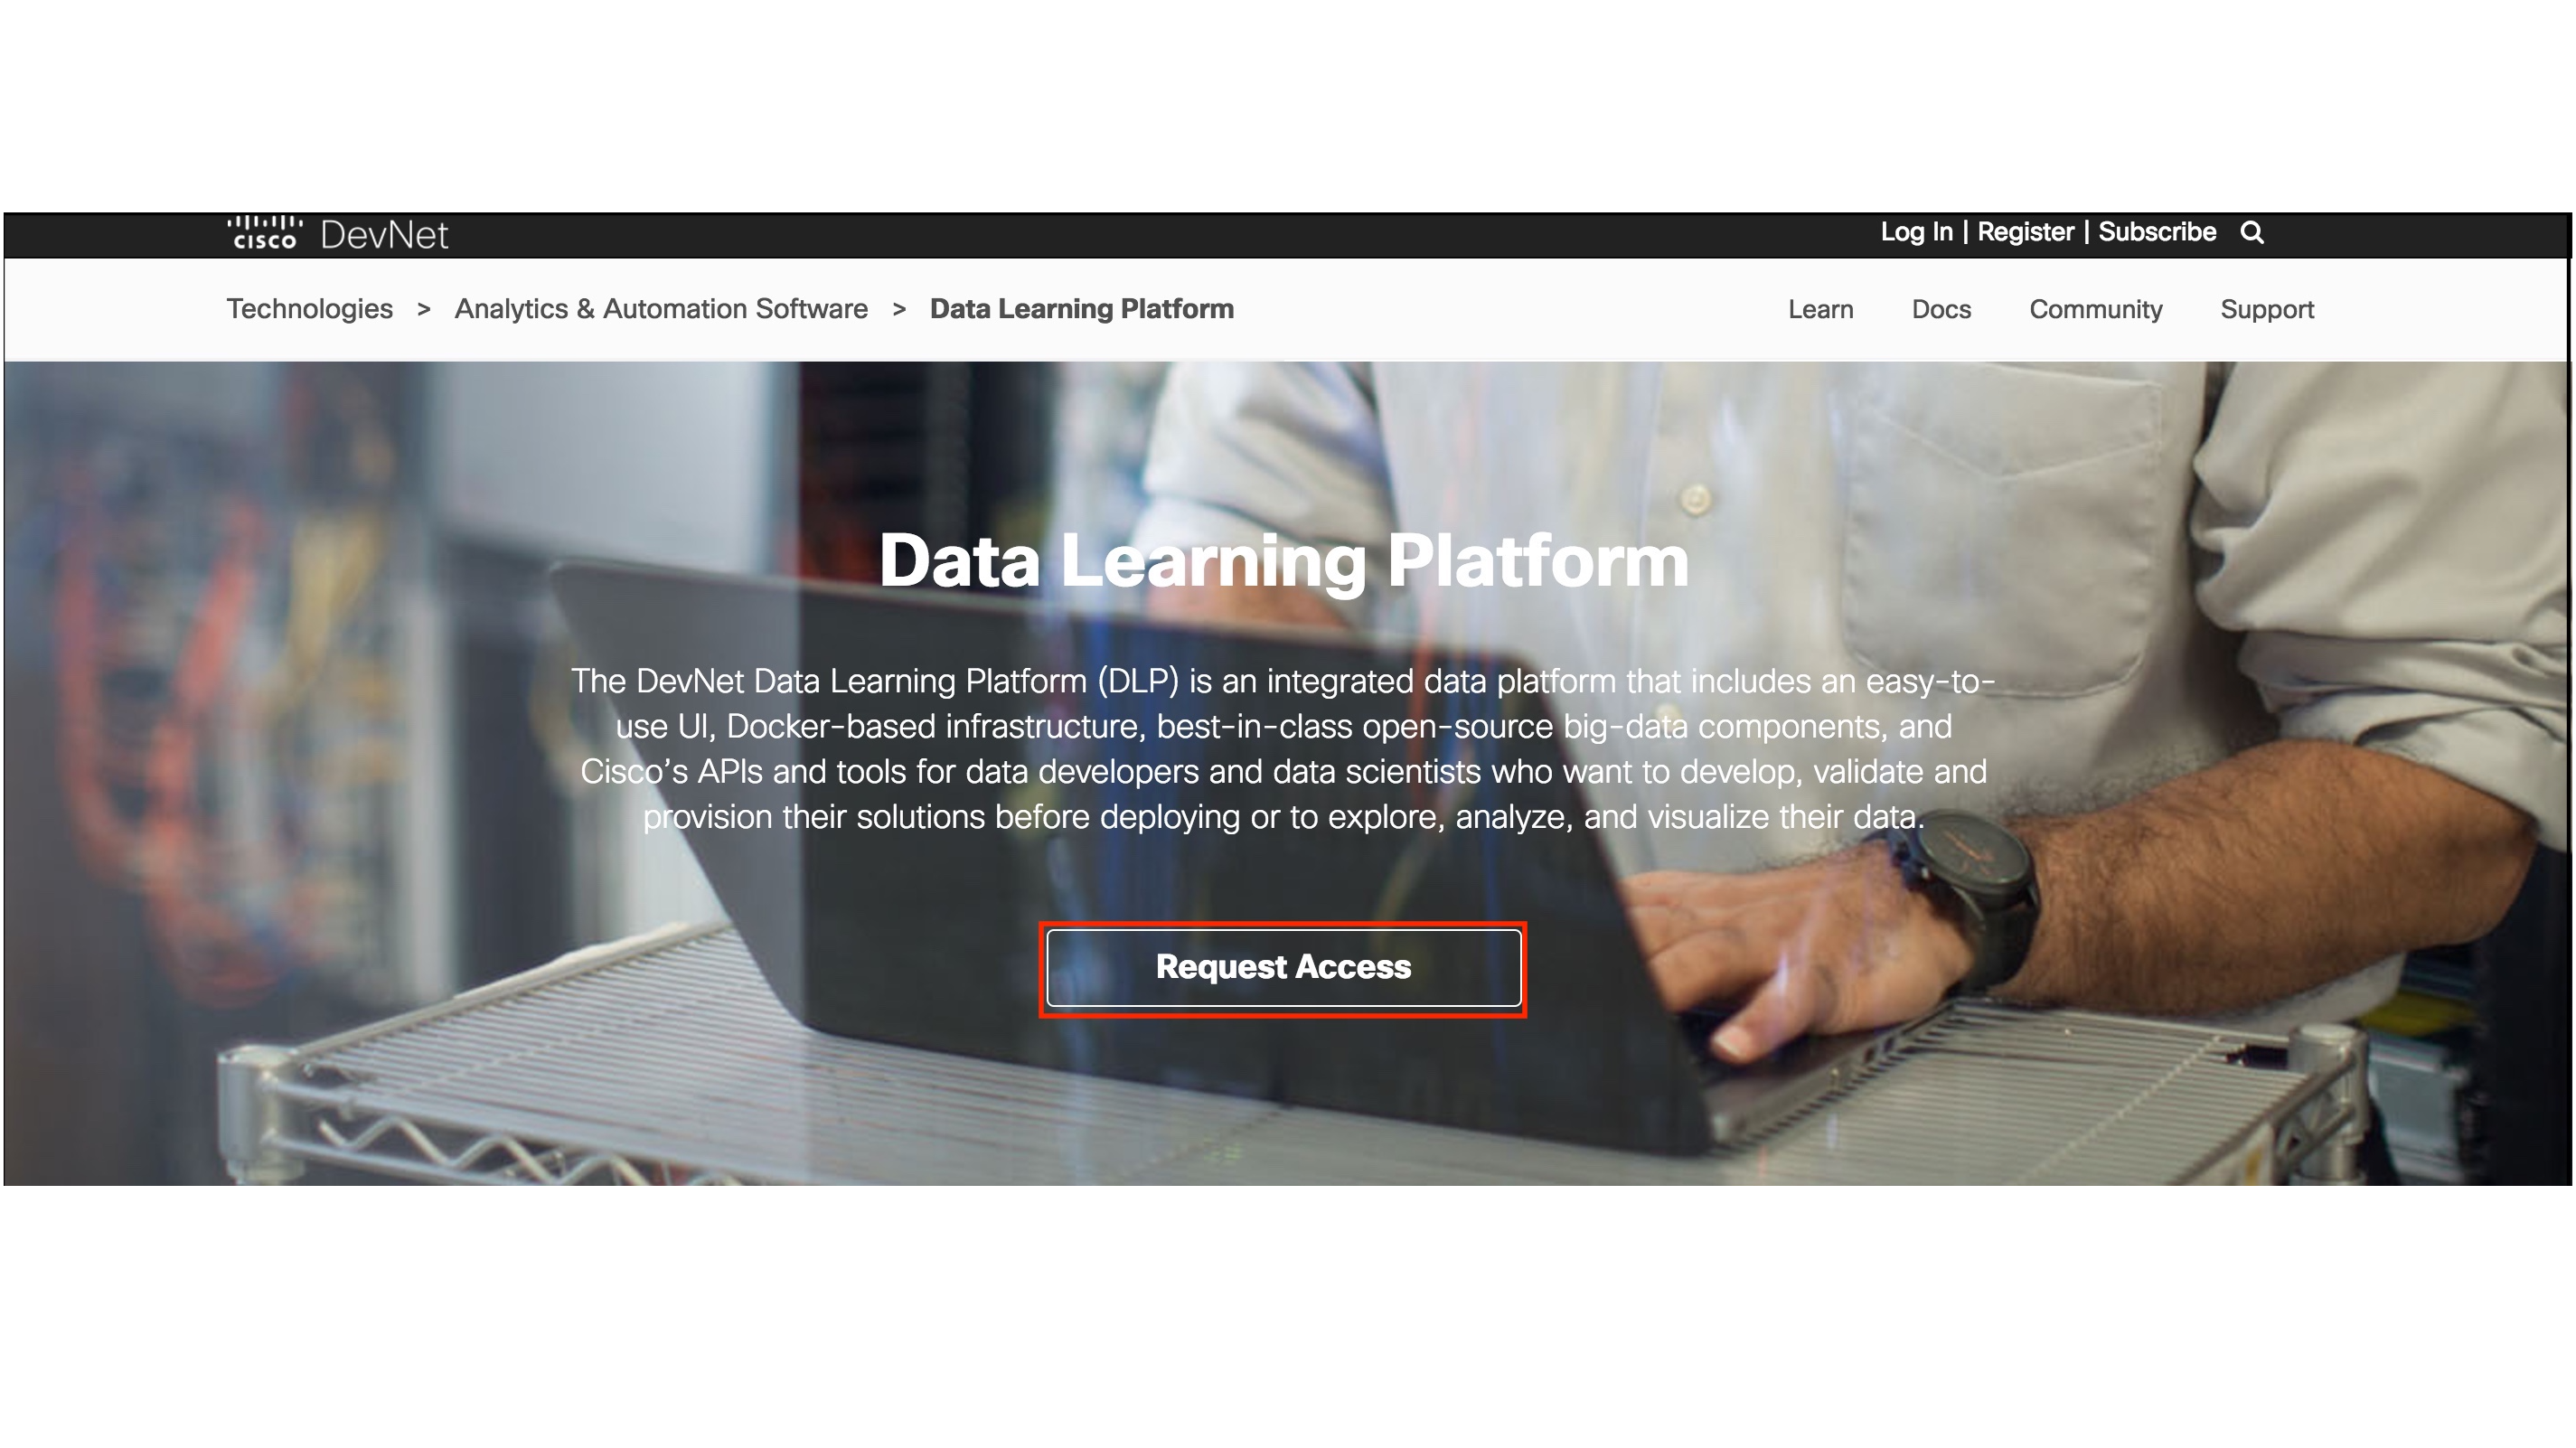 CISCO DevNet
Log In | Register | Subscribe
Technologies > Analytics & Automation Software > Data Learning Platform
Learn Docs Community Support
Data Learning Platform
The DevNet Data Learning Platform (DLP) is an integrated data platform that includes an easy-to-
use UI, Docker-based infrastructure, best-in-class open-source big-data components, and
Cisco's APIs and tools for data developers and data scientists who want to develop, validate and
provision their solutions before deploying or to explore, analyze, and visualize their data.
Request Access